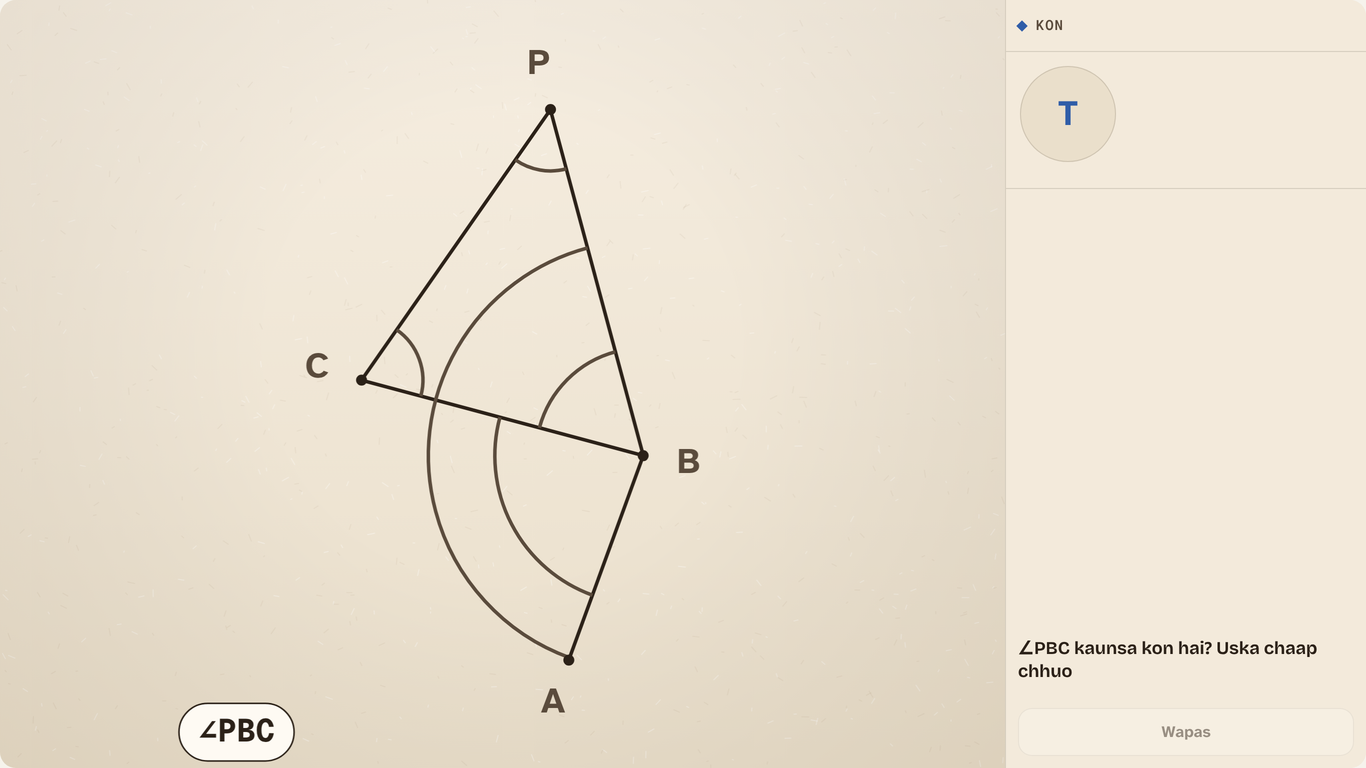 P
C
B
A
∠PBC
KON
T
∠PBC kaunsa kon hai? Uska chaap
chhuo
Wapas